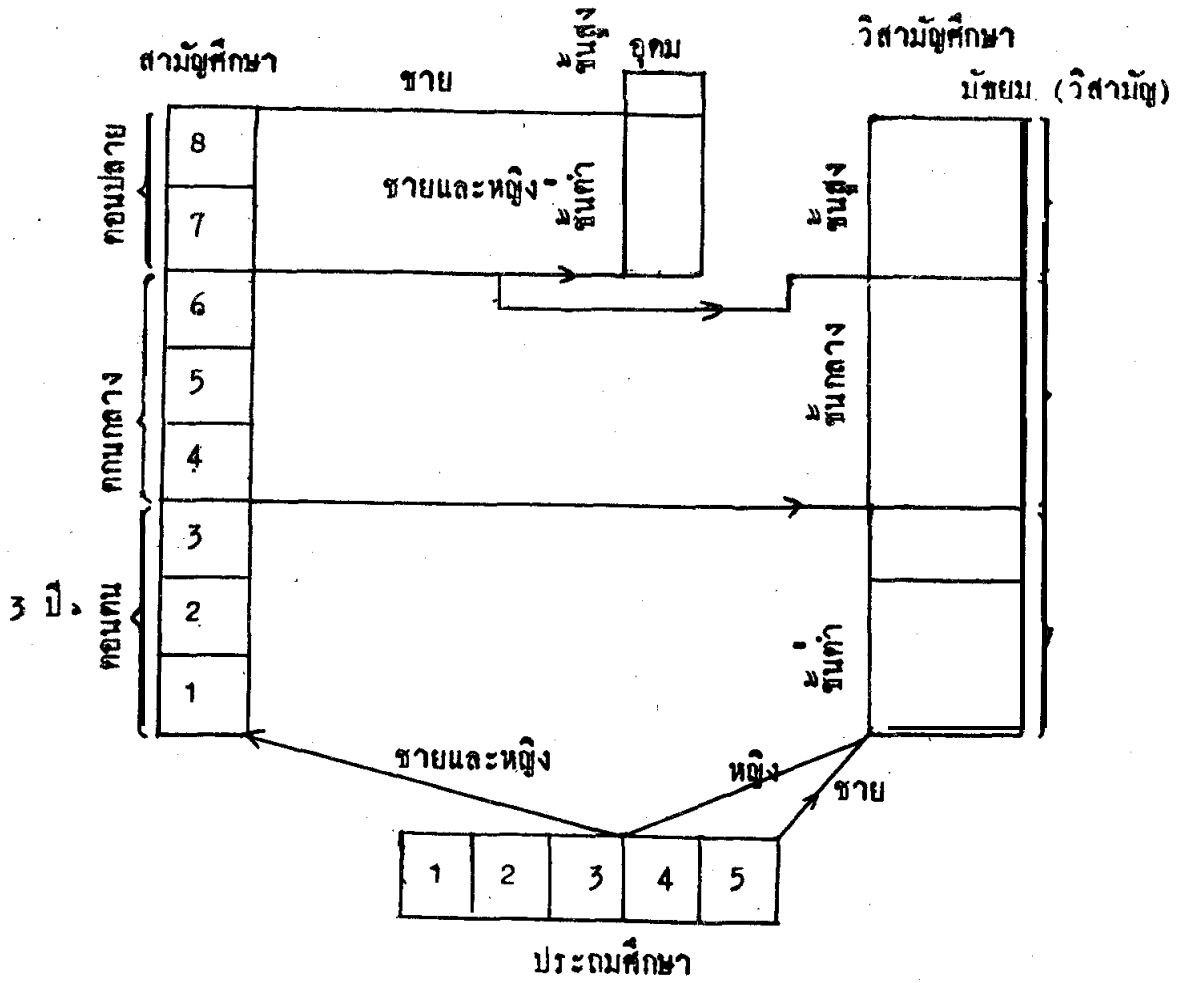 สามัญศึกษา
ชาย
ชั้นสูง
อุดม
วิสามัญศึกษา
มัธยม (วิสามัญ)
ตอนปลาย
8
7
ชายและหญิง
ชั้นต่ำ
ชั้นสูง
ตกนกลาง
6
5
4
ชั้นกลาง
3 ปี
ตอนต้น
3
2
1
ชั้นต่ำ
ชายและหญิง
หญิง
ชาย
1 2 3 4 5
ประถมศึกษา